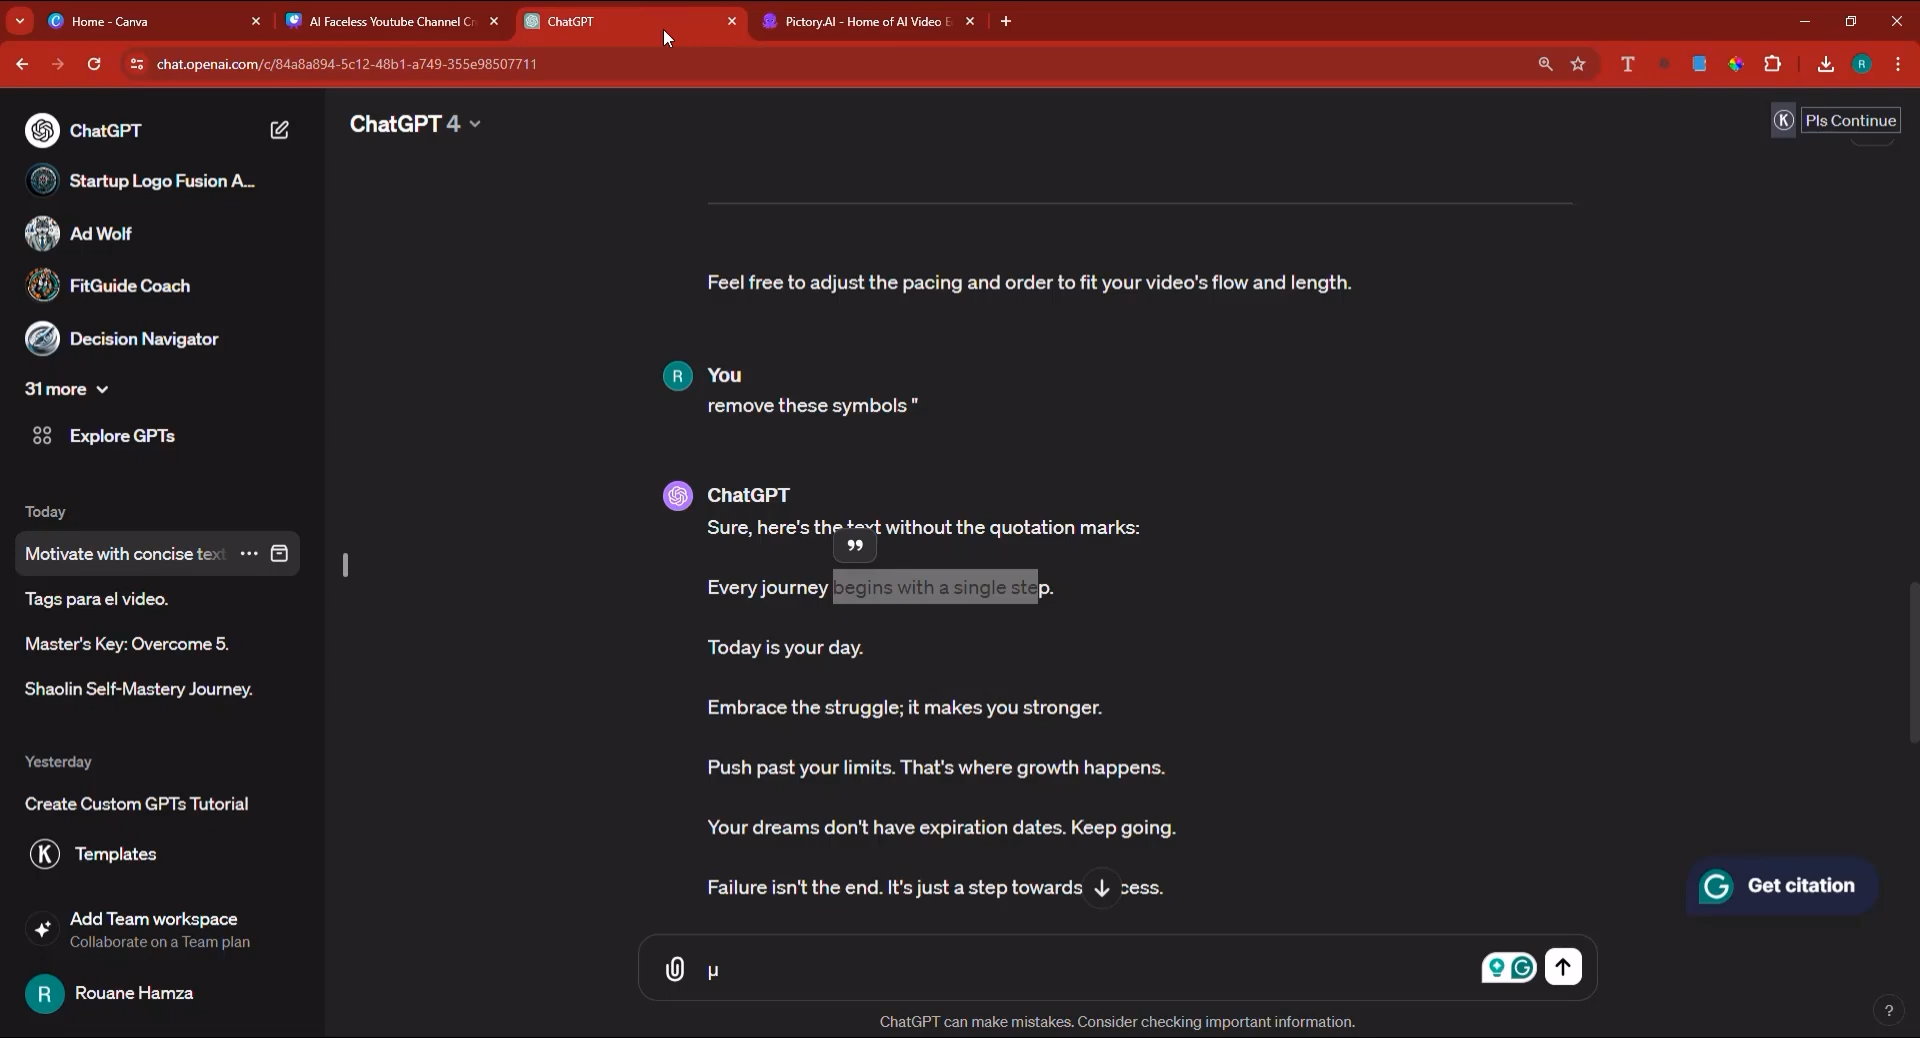 Home - Canva
AI Faceless Youtube Channel Cr
ChatGPT
Pictory.AI - Home of AI Video E
chat.openai.com/c/84a8a894-5c12-48b1-a749-355e98507711
T
R
ChatGPT
Startup Logo Fusion A...
Ad Wolf
FitGuide Coach
Decision Navigator
31 more
Explore GPTs
Today
Motivate with concise text
Tags para el video.
Master's Key: Overcome 5.
Shaolin Self-Mastery Journey.
Yesterday
Create Custom GPTs Tutorial
K Templates
Add Team workspace
Collaborate on a Team plan
R Rouane Hamza
ChatGPT 4
K Pls Continue
Feel free to adjust the pacing and order to fit your video's flow and length.
R You
remove these symbols "
ChatGPT
Sure, here's the text without the quotation marks:
Every journey begins with a single step.
Today is your day.
Embrace the struggle; it makes you stronger.
Push past your limits. That's where growth happens.
Your dreams don't have expiration dates. Keep going.
Failure isn't the end. It's just a step towards cess.
Get citation
µ
ChatGPT can make mistakes. Consider checking important information.
?